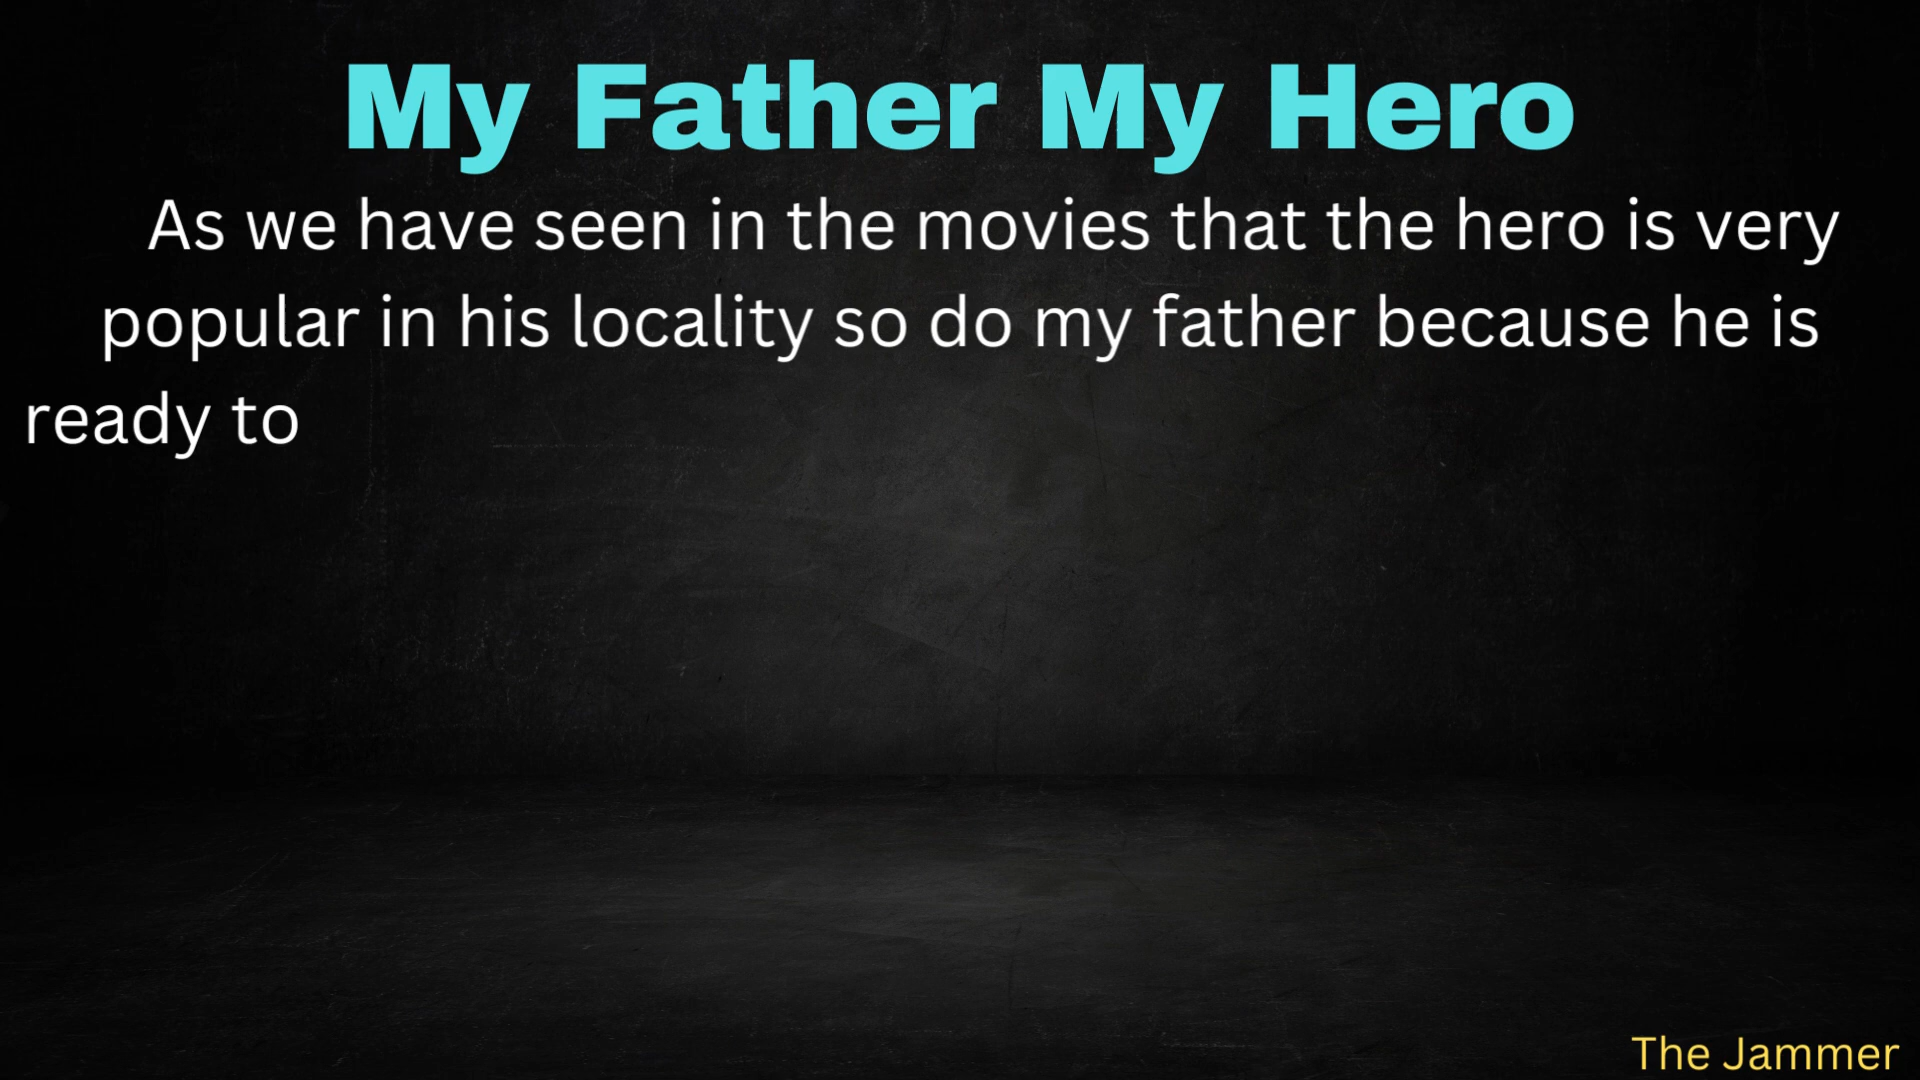 My Father My Hero
As we have seen in the movies that the hero is very
popular in his locality so do my father because he is
ready to
The Jammer